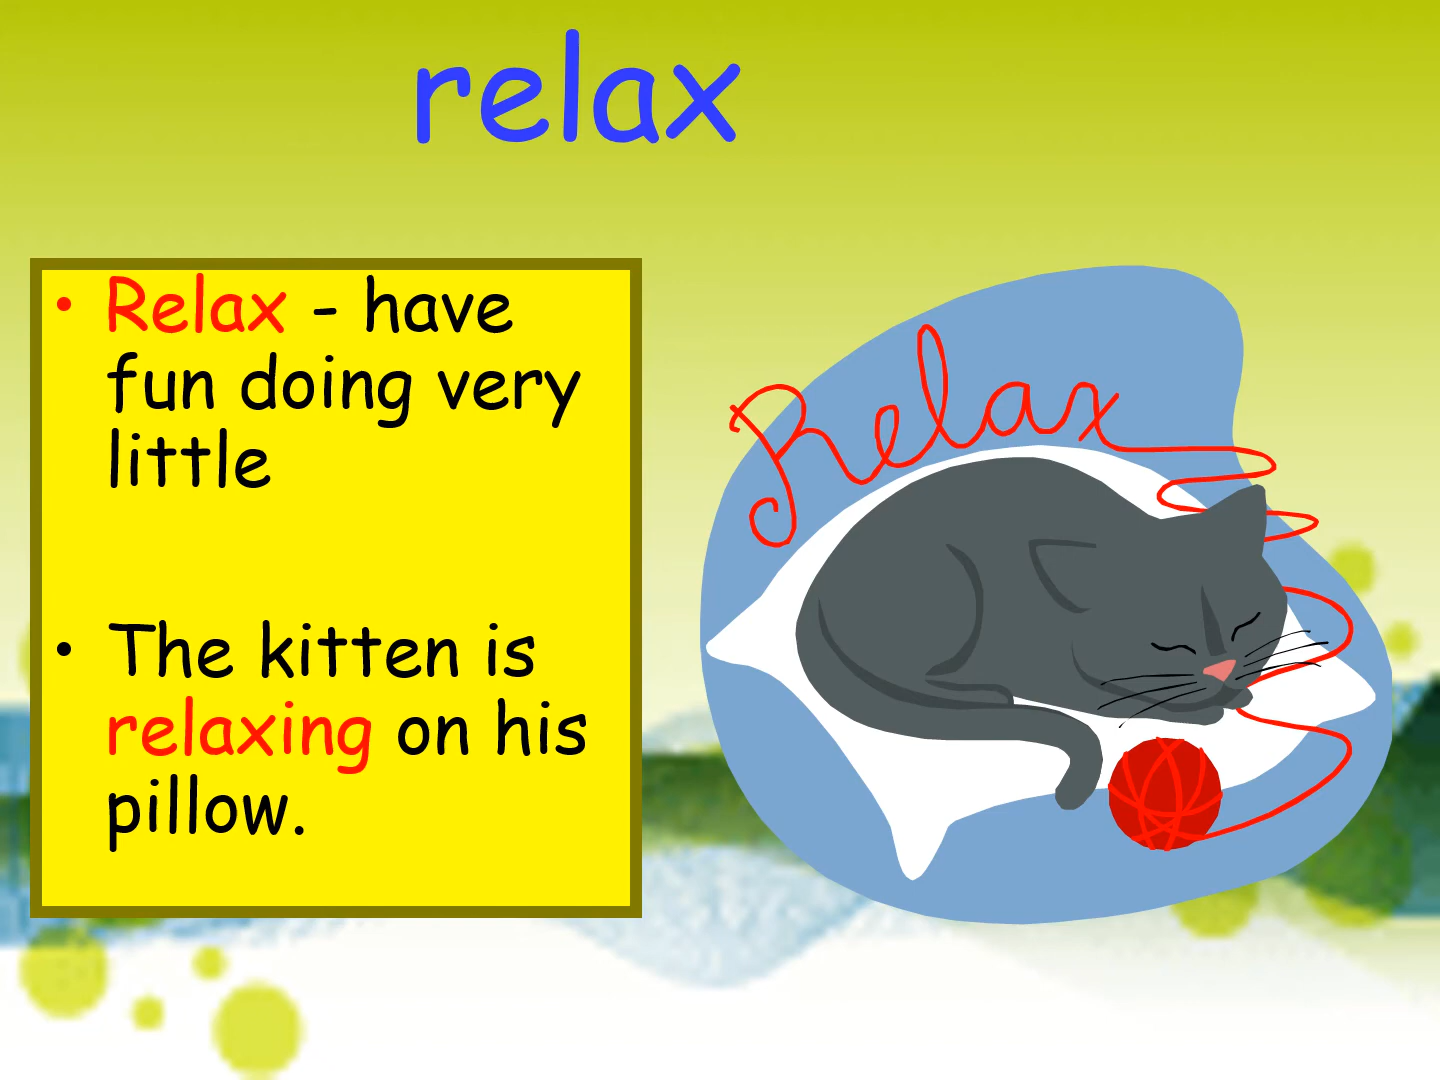 relax
• Relax - have
fun doing very
little
• The kitten is
relaxing on his
pillow.
Relax